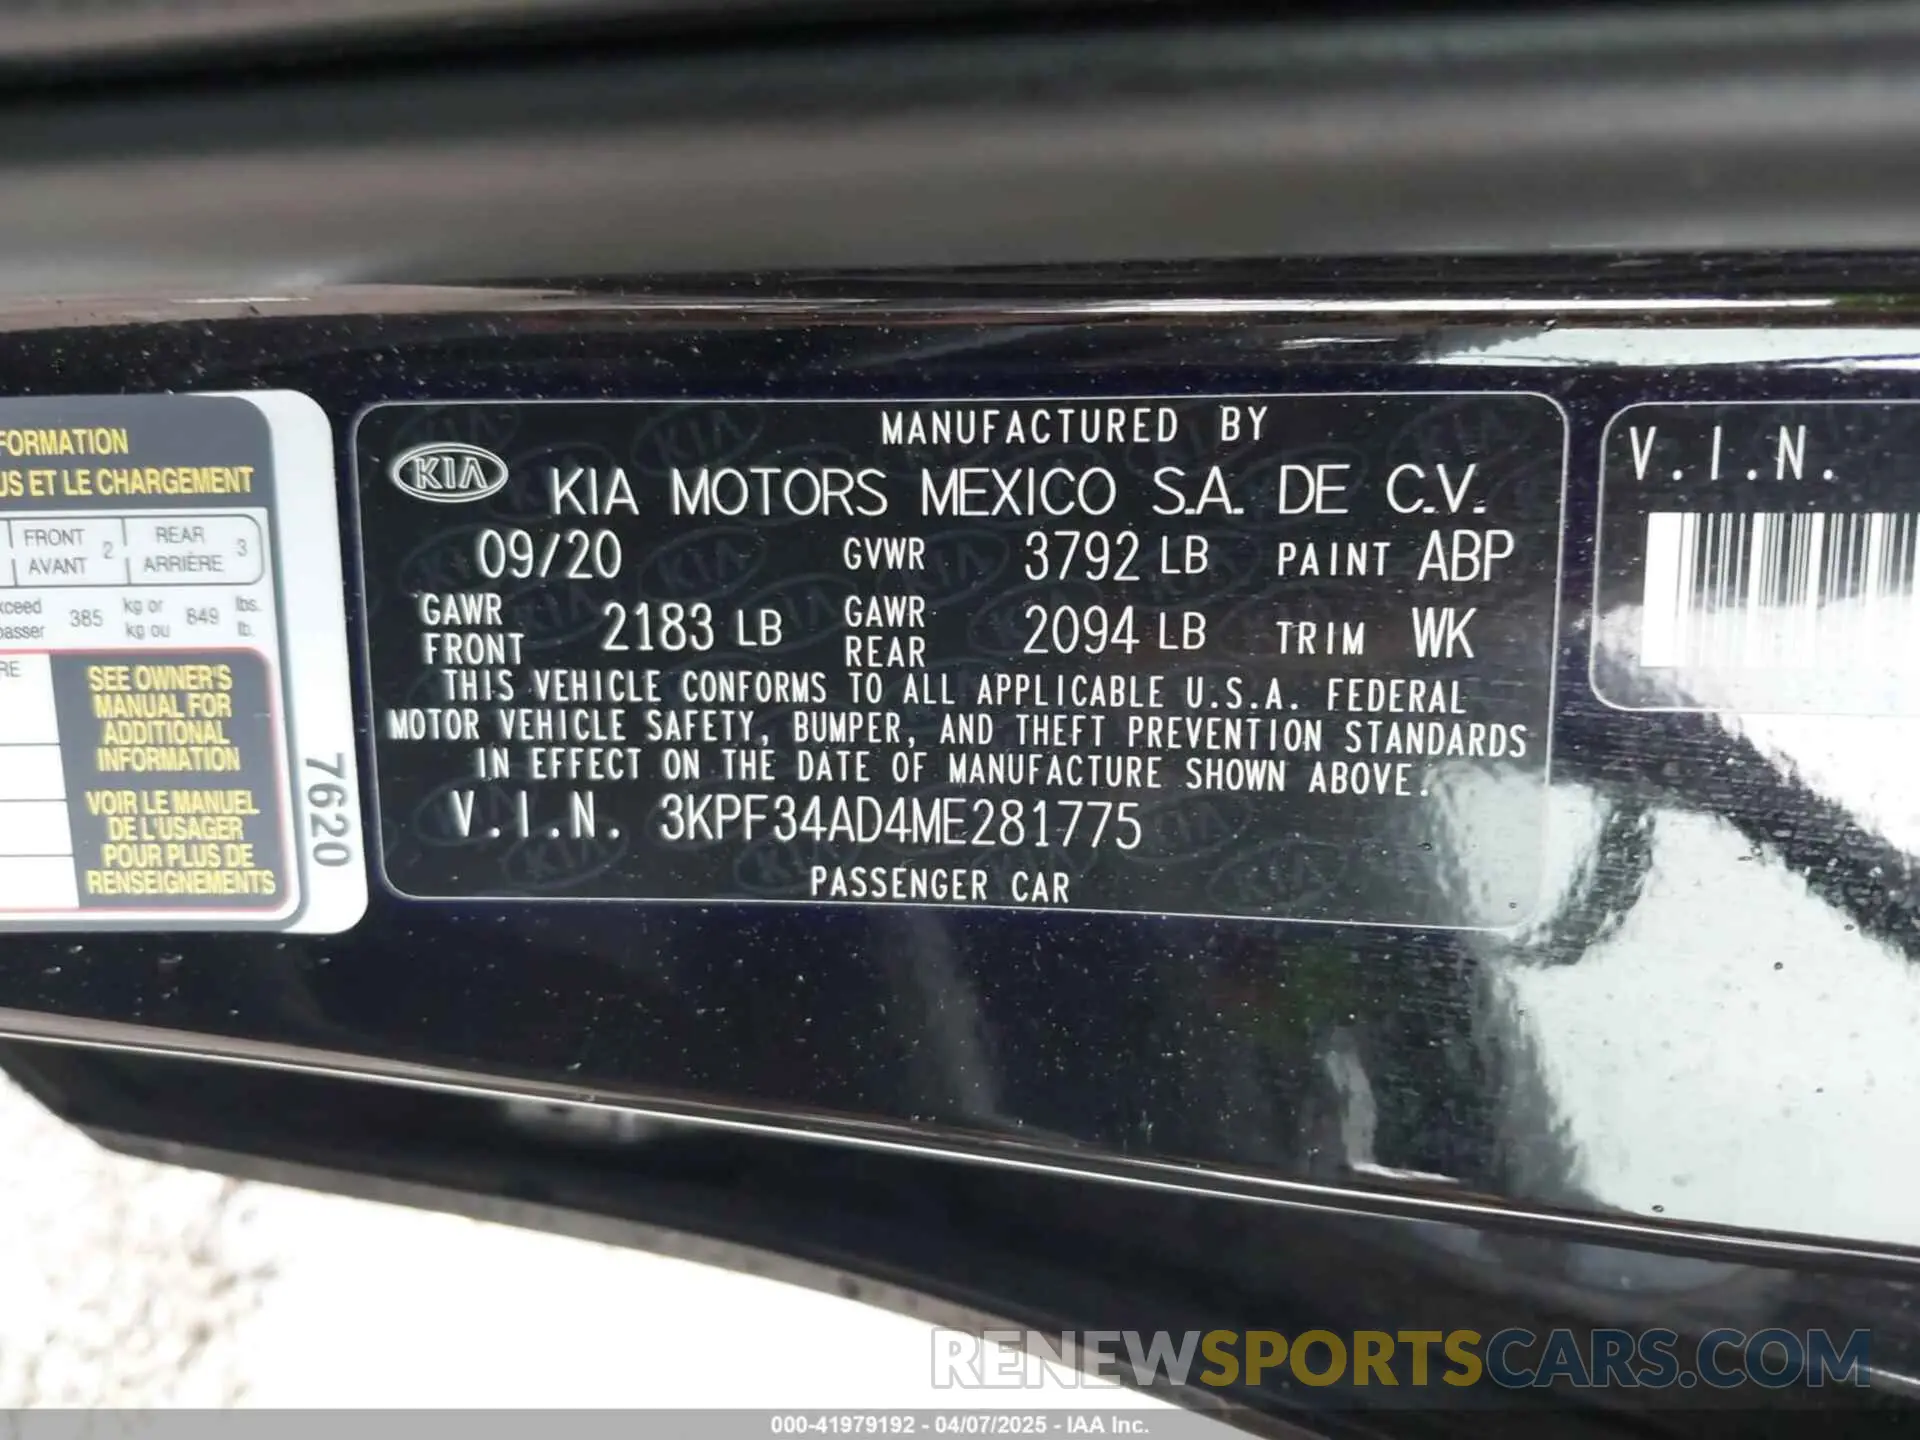 FORMATION
US ET LE CHARGEMENT
FRONT
AVANT 2
REAR
ARRIÈRE 3
385 kg or
kg ou 849 lbs.
lb.
SEE OWNER'S
MANUAL FOR
ADDITIONAL
INFORMATION
VOIR LE MANUEL
DE L'USAGER
POUR PLUS DE
RENSEIGNEMENTS
7620
MANUFACTURED BY
KIA KIA MOTORS MEXICO S.A. DE C.V.
09/20 GVWR 3792 LB PAINT ABP
GAWR
FRONT 2183 LB GAWR
REAR 2094 LB TRIM WK
THIS VEHICLE CONFORMS TO ALL APPLICABLE U.S.A. FEDERAL
MOTOR VEHICLE SAFETY, BUMPER, AND THEFT PREVENTION STANDARDS
IN EFFECT ON THE DATE OF MANUFACTURE SHOWN ABOVE.
V.I.N. 3KPF34AD4ME281775
PASSENGER CAR
V.I.N.
RENEWSPORTSCARS.COM
000-41979192 - 04/07/2025 - IAA Inc.